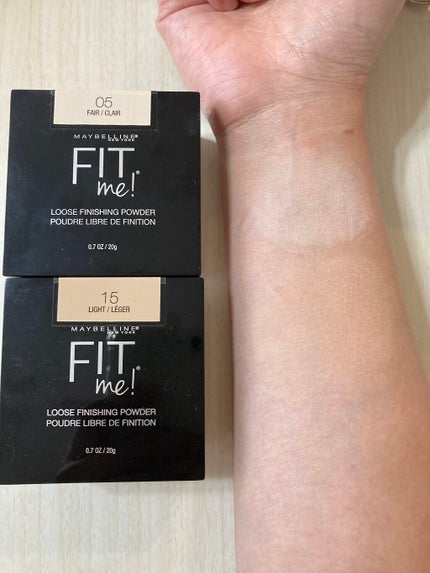 05
FAIR / CLAIR
MAYBELLINE®
NEW YORK
FIT
me!®
LOOSE FINISHING POWDER
POUDRE LIBRE DE FINITION
0.7 OZ / 20g
15
LIGHT / LÉGER
MAYBELLINE®
NEW YORK
FIT
me!®
LOOSE FINISHING POWDER
POUDRE LIBRE DE FINITION
0.7 OZ / 20g